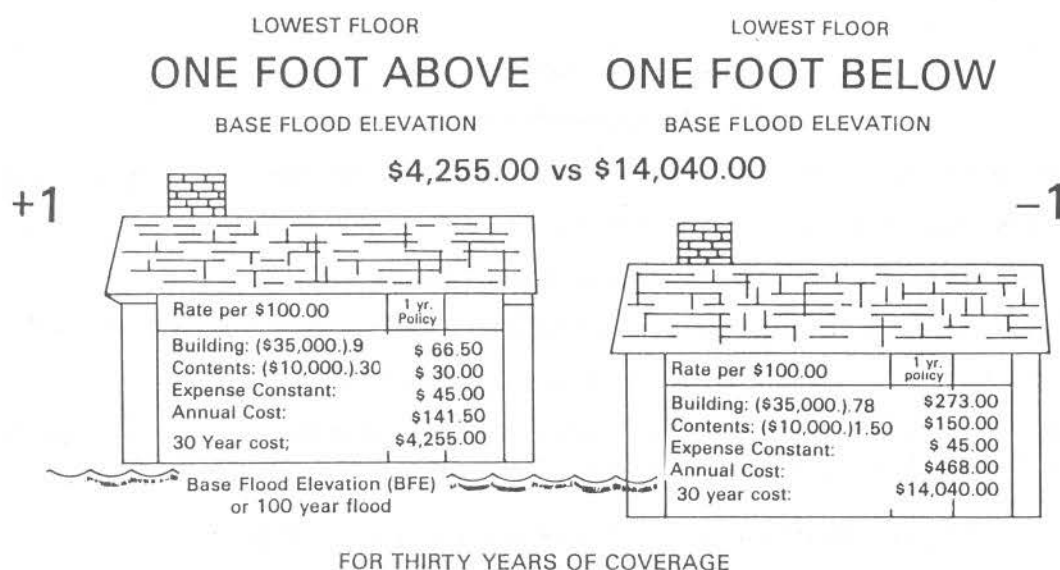 LOWEST FLOOR
ONE FOOT ABOVE
BASE FLOOD ELEVATION
LOWEST FLOOR
ONE FOOT BELOW
BASE FLOOD ELEVATION
$4,255.00 vs $14,040.00
+1
−1
Rate per $100.00 1 yr. Policy
Building: ($35,000.).9 $ 66.50
Contents: ($10,000.).30 $ 30.00
Expense Constant: $ 45.00
Annual Cost: $141.50
30 Year cost; $4,255.00
Rate per $100.00 1 yr. policy
Building: ($35,000.).78 $273.00
Contents: ($10,000.)1.50 $150.00
Expense Constant: $ 45.00
Annual Cost: $468.00
30 year cost: $14,040.00
Base Flood Elevation (BFE)
or 100 year flood
FOR THIRTY YEARS OF COVERAGE